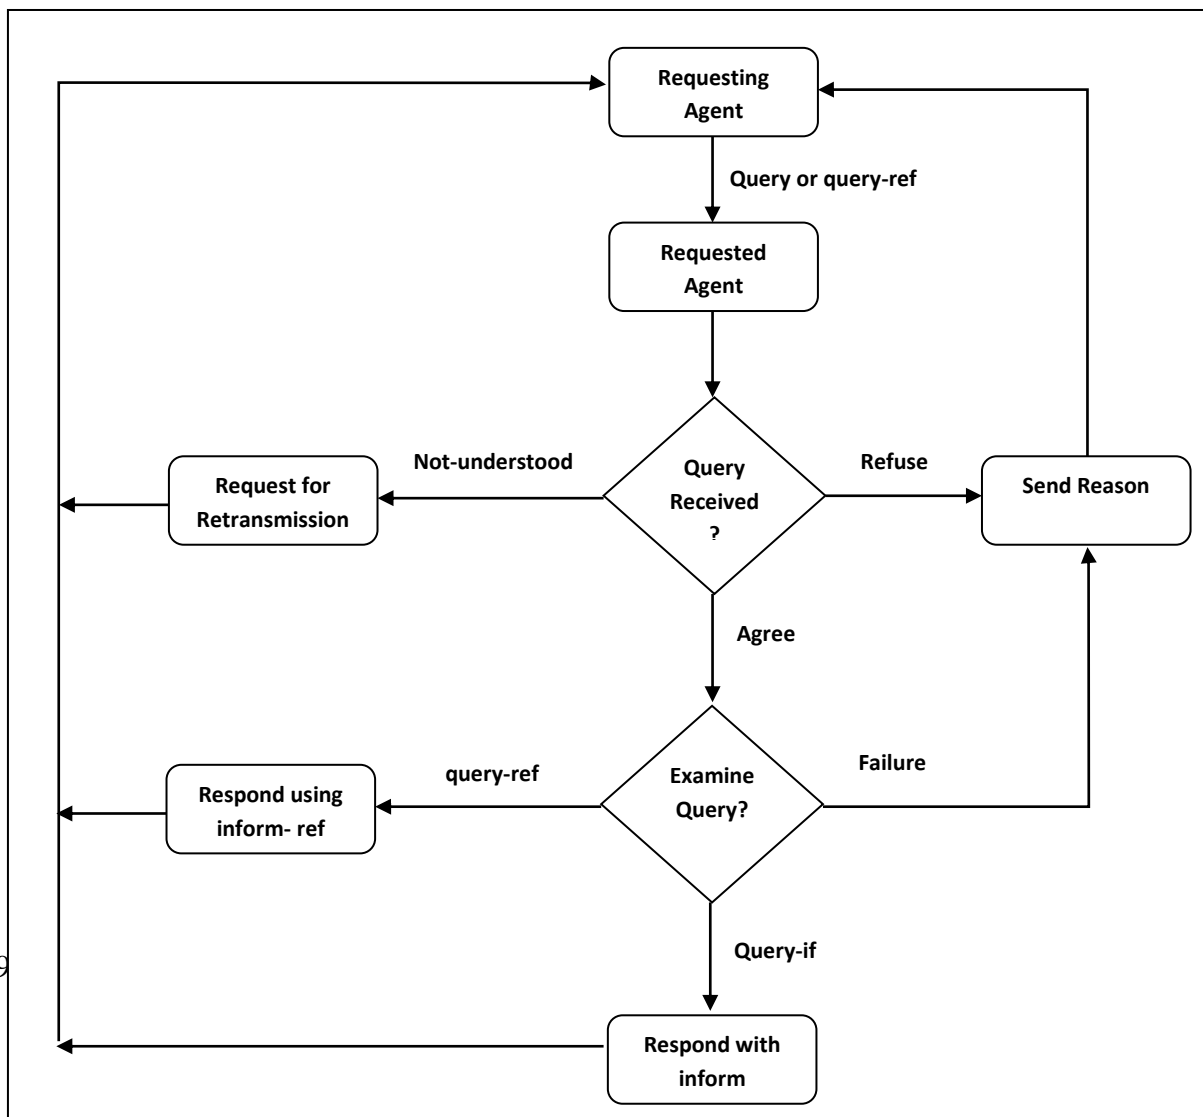 Requesting
Agent
Query or query-ref
Requested
Agent
Not-understood
Query
Received
?
Refuse
Request for
Retransmission
Send Reason
Agree
query-ref
Examine
Query?
Failure
Respond using
inform- ref
Query-if
9
Respond with
inform